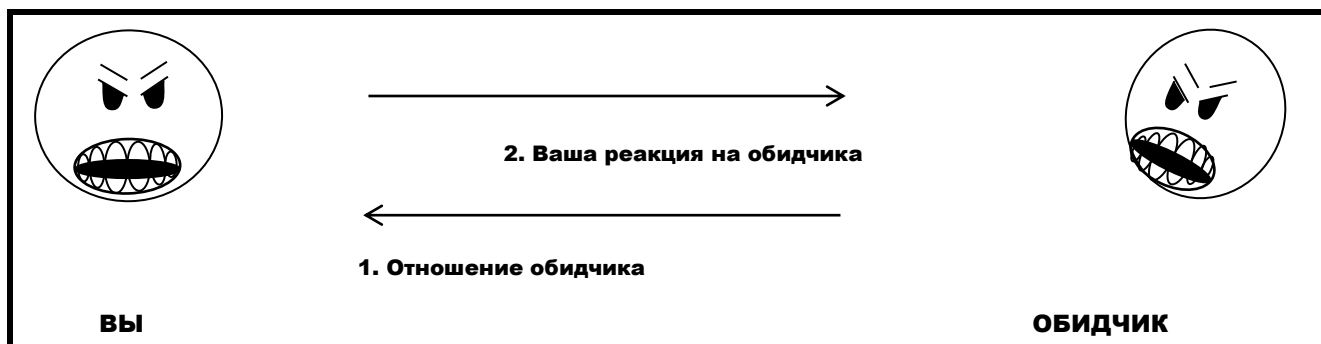 2. Ваша реакция на обидчика
1. Отношение обидчика
ВЫ
ОБИДЧИК